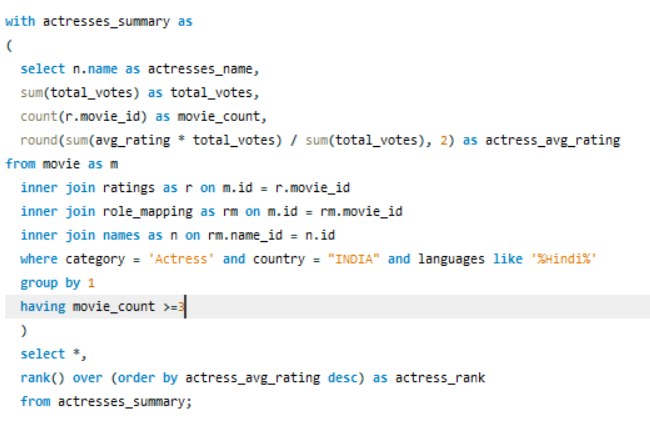 with actresses_summary as
(
select n.name as actresses_name,
sum(total_votes) as total_votes,
count(r.movie_id) as movie_count,
round(sum(avg_rating * total_votes) / sum(total_votes), 2) as actress_avg_rating
from movie as m
inner join ratings as r on m.id = r.movie_id
inner join role_mapping as rm on m.id = rm.movie_id
inner join names as n on rm.name_id = n.id
where category = 'Actress' and country = "INDIA" and languages like '%Hindi%'
group by 1
having movie_count >=3
)
select *,
rank() over (order by actress_avg_rating desc) as actress_rank
from actresses_summary;